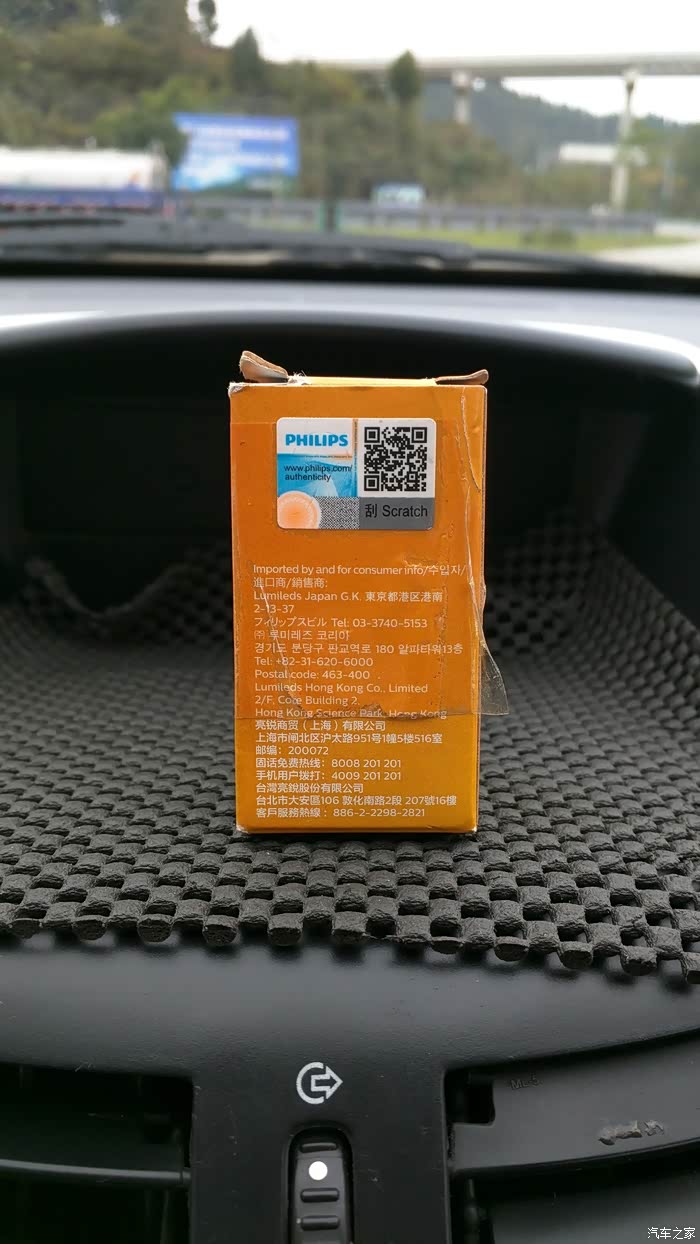 PHILIPS
www.philips.com/
authenticity
刮 Scratch
Imported by and for consumer info/수입자/
進口商/銷售商:
Lumileds Japan G.K. 東京都港区港南
2-13-37
フィリップスビル Tel: 03-3740-5153
㈜ 루미레즈 코리아
경기도 분당구 판교역로 180 알파타워13층
Tel: +82-31-620-6000
Postal code: 463-400
Lumileds Hong Kong Co., Limited
2/F, Core Building 2,
Hong Kong Science Park, Hong Kong
亮锐商贸（上海）有限公司
上海市闸北区沪太路951号1幢5楼516室
邮编：200072
固话免费热线：8008 201 201
手机用户拨打：4009 201 201
台灣亮銳股份有限公司
台北市大安區106 敦化南路2段 207號16樓
客戶服務熱線：886-2-2298-2821
汽车之家